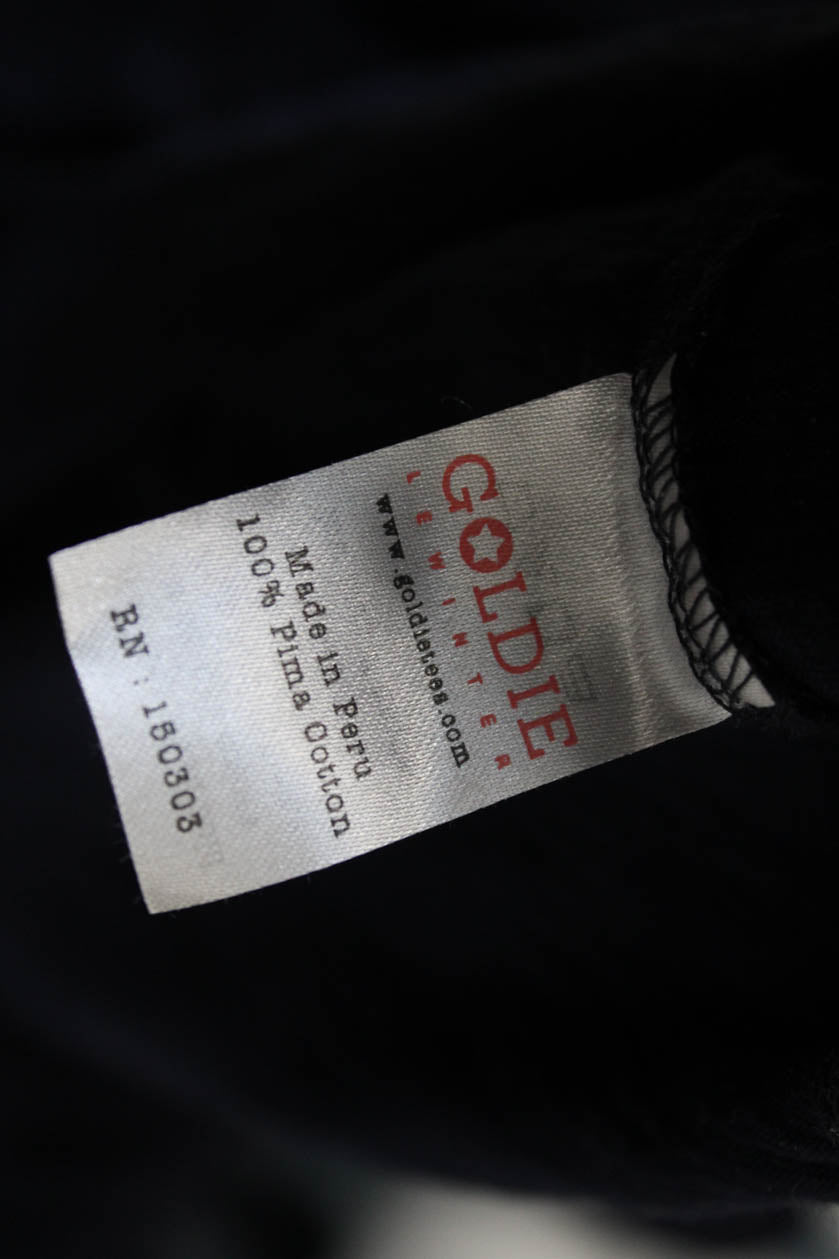 GOLDIE
LEWINTER
www.goldietees.com
Made in Peru
100% Pima Cotton
RN : 150303